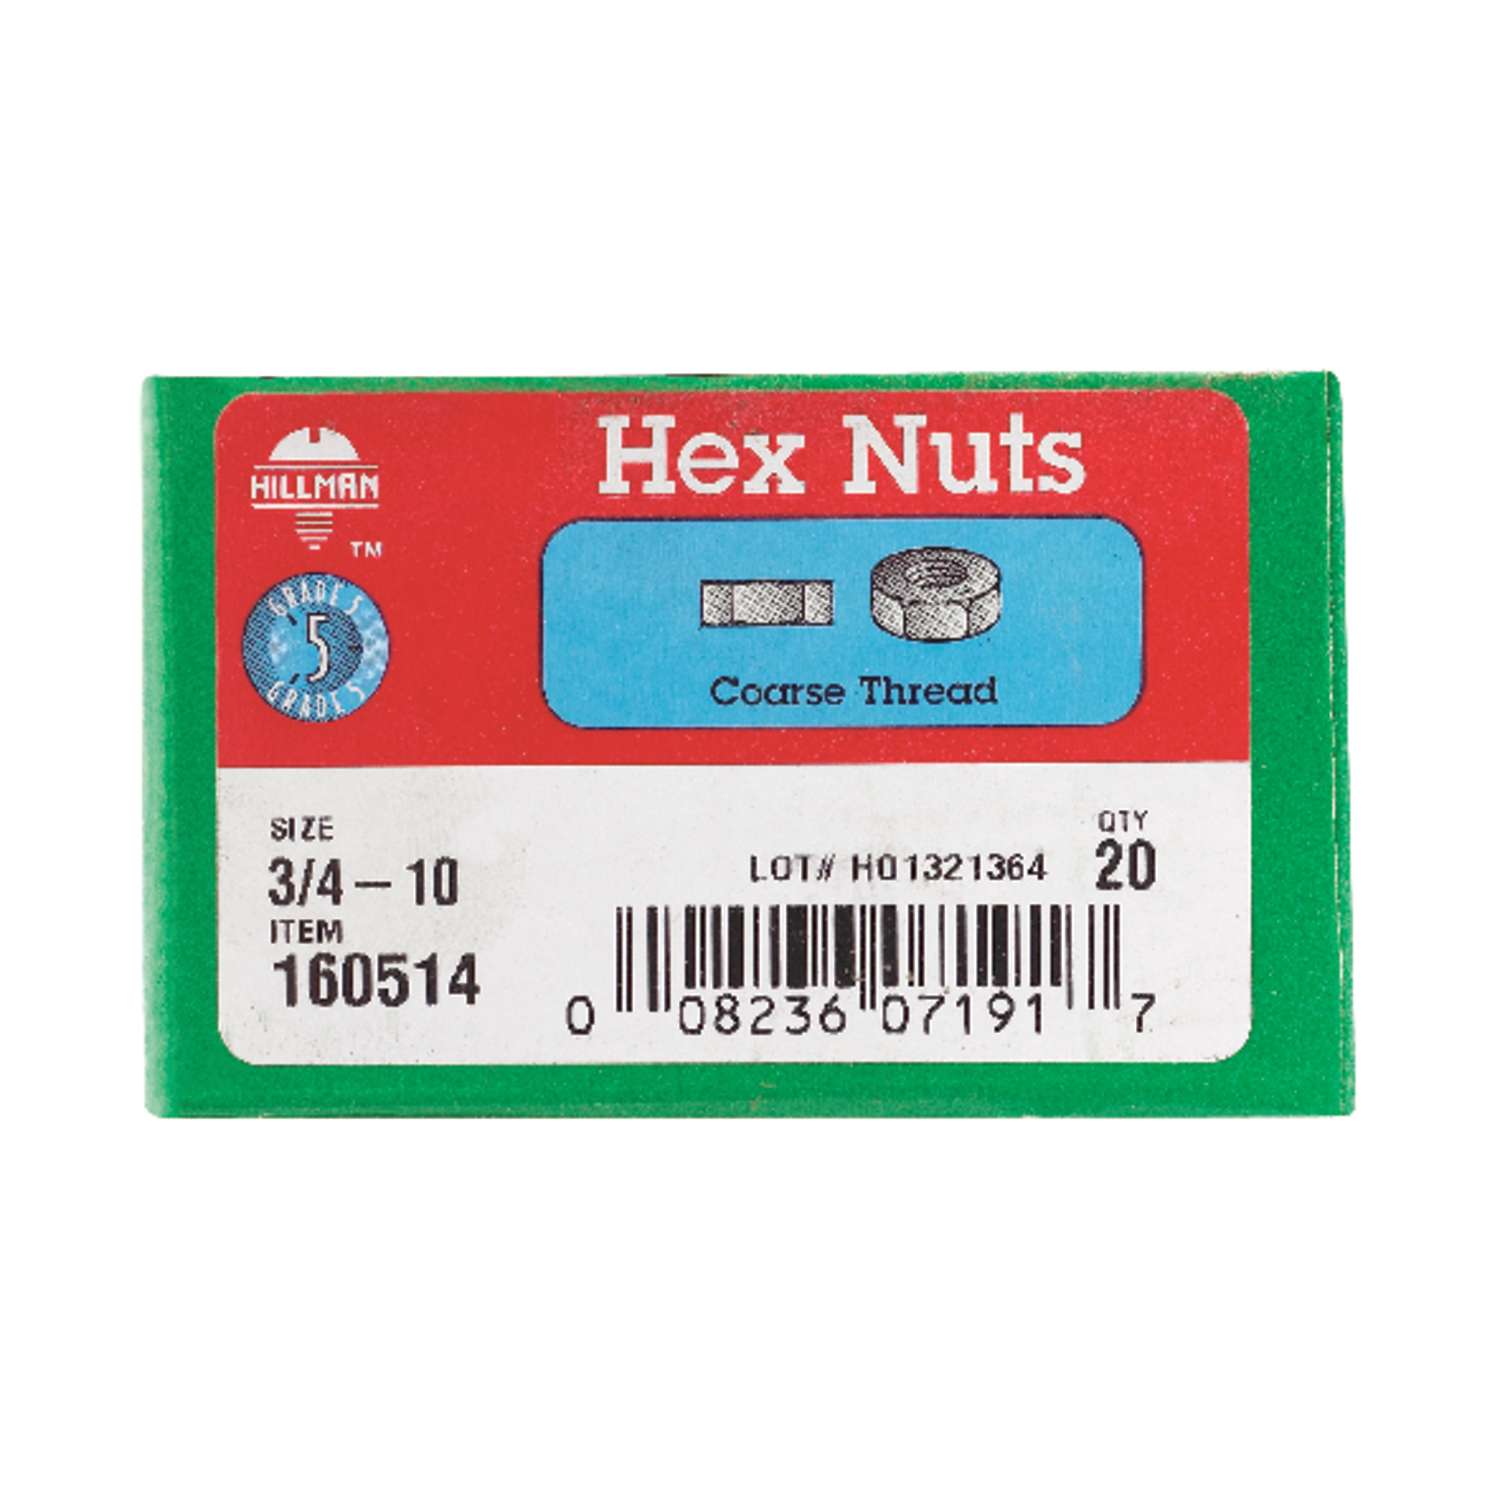 Hex Nuts
HILLMAN
TM
GRADE 5
5
GRADE 5
Coarse Thread
SIZE
3/4 – 10
ITEM
160514
LOT# H01321364
QTY
20
0 08236 07191 7